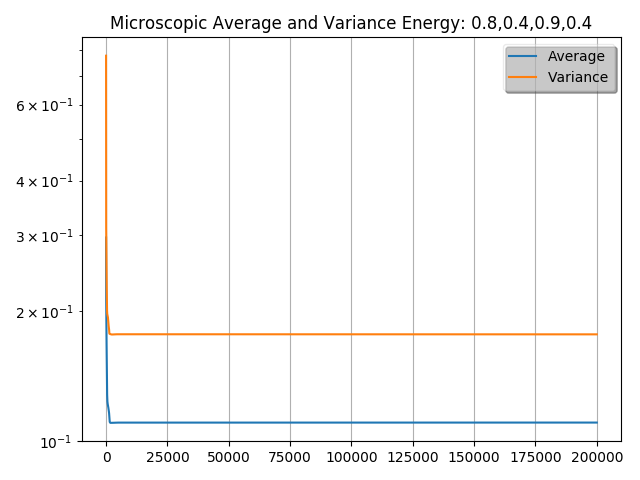 Microscopic Average and Variance Energy: 0.8,0.4,0.9,0.4
Average
Variance
6 × 10⁻¹
4 × 10⁻¹
3 × 10⁻¹
2 × 10⁻¹
10⁻¹
0 25000 50000 75000 100000 125000 150000 175000 200000